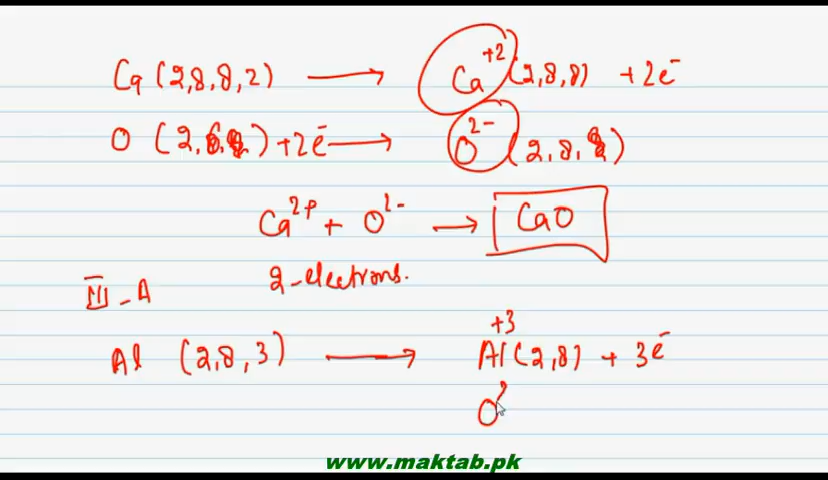 Ca (2,8,8,2) → Ca+2 (2,8,8) + 2e-
O (2,6) + 2e- → O2- (2,8)
Ca2+ + O2- → CaO
2-electrons.
III - A
Al (2,8,3) → Al+3 (2,8) + 3e-
O
www.maktab.pk